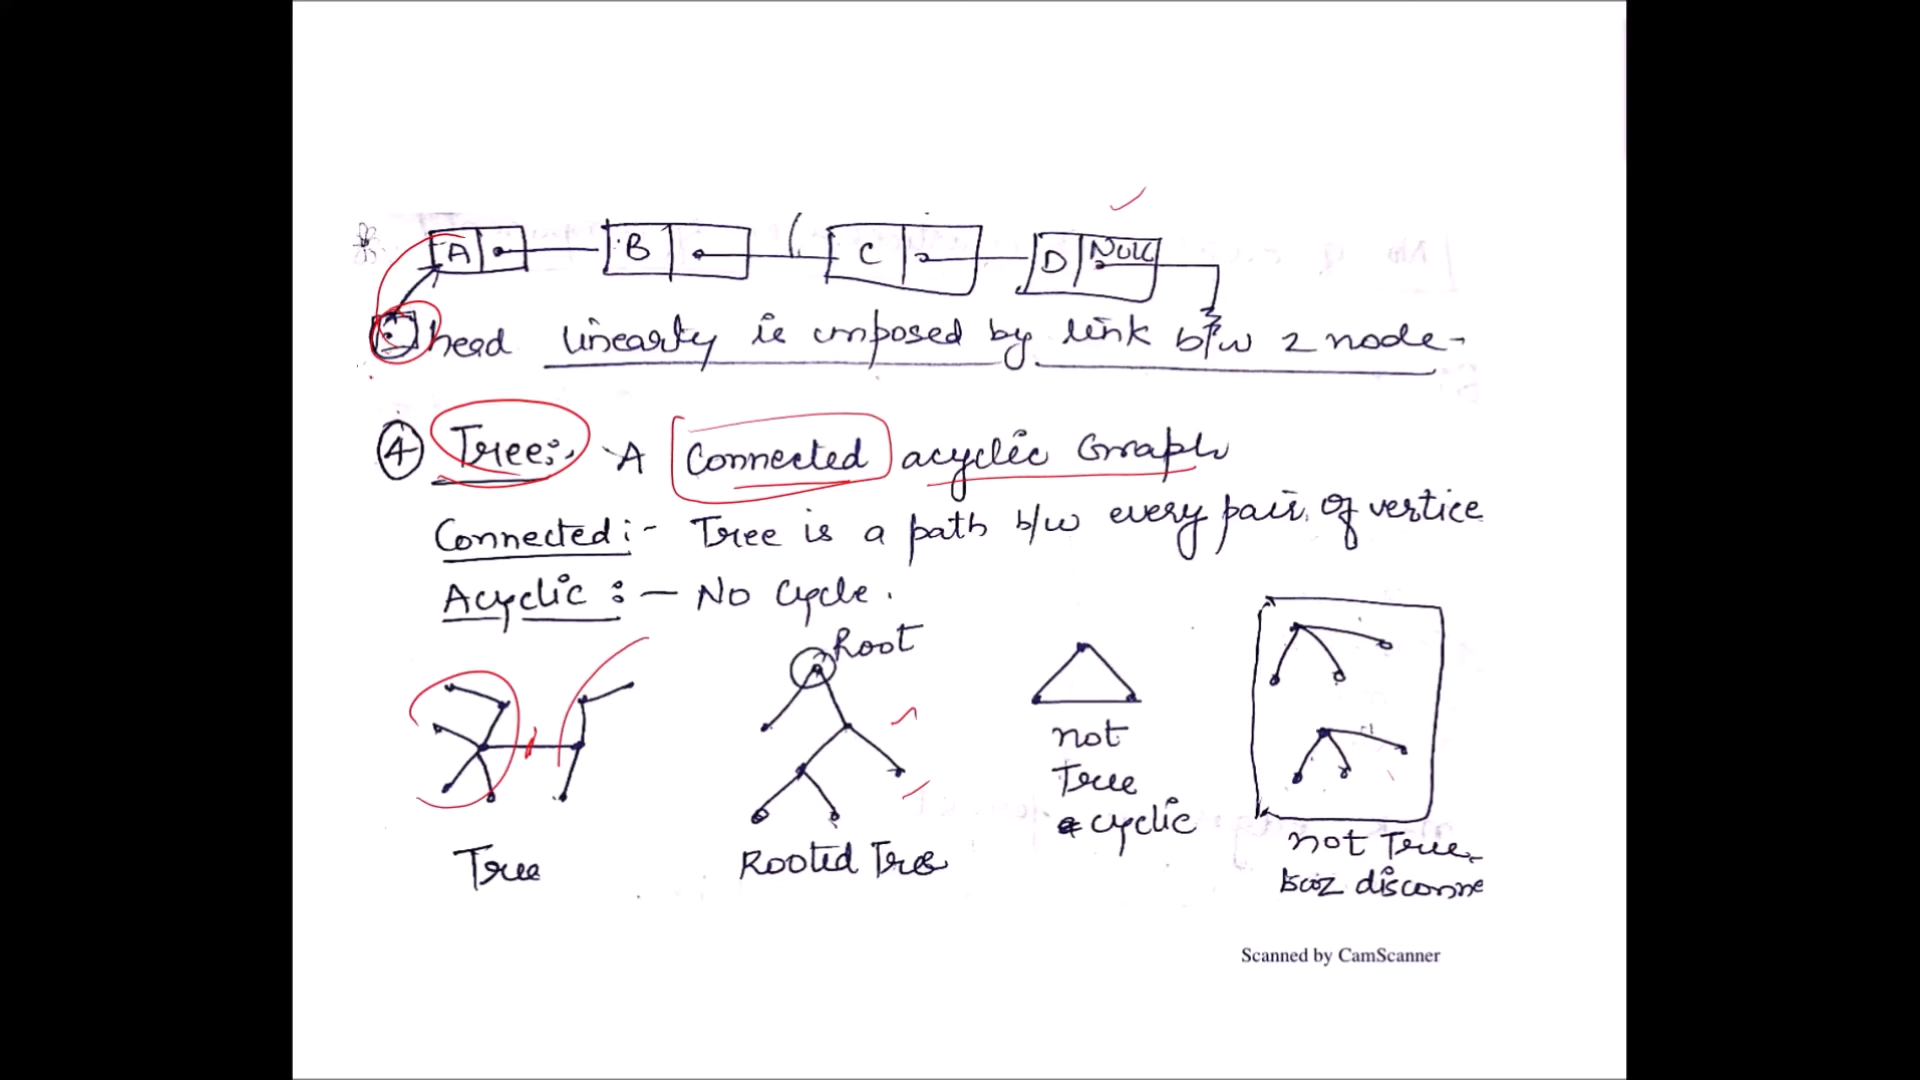 A B C D NULL
head linearty is imposed by link b/w 2 node-
④ Tree:- A Connected acyclic Graph
Connected :- Tree is a path b/w every pair of vertice
Acyclic :- No Cycle.
Root
Tree
Rooted Tree
not
Tree
cyclic
not Tree
bcoz disconne
Scanned by CamScanner